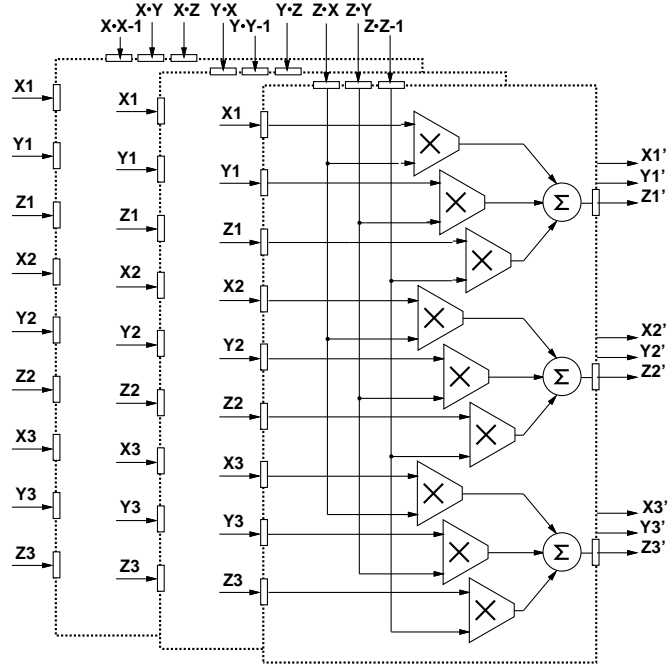 X·Y X·Z Y·X Y·Z Z·X Z·Y
X·X-1 Y·Y-1 Z·Z-1
X1 X1 X1
Y1 Y1 Y1
Z1 Z1 Z1
X2 X2 X2
Y2 Y2 Y2
Z2 Z2 Z2
X3 X3 X3
Y3 Y3 Y3
Z3 Z3 Z3
Σ
Σ
Σ
X1'
Y1'
Z1'
X2'
Y2'
Z2'
X3'
Y3'
Z3'